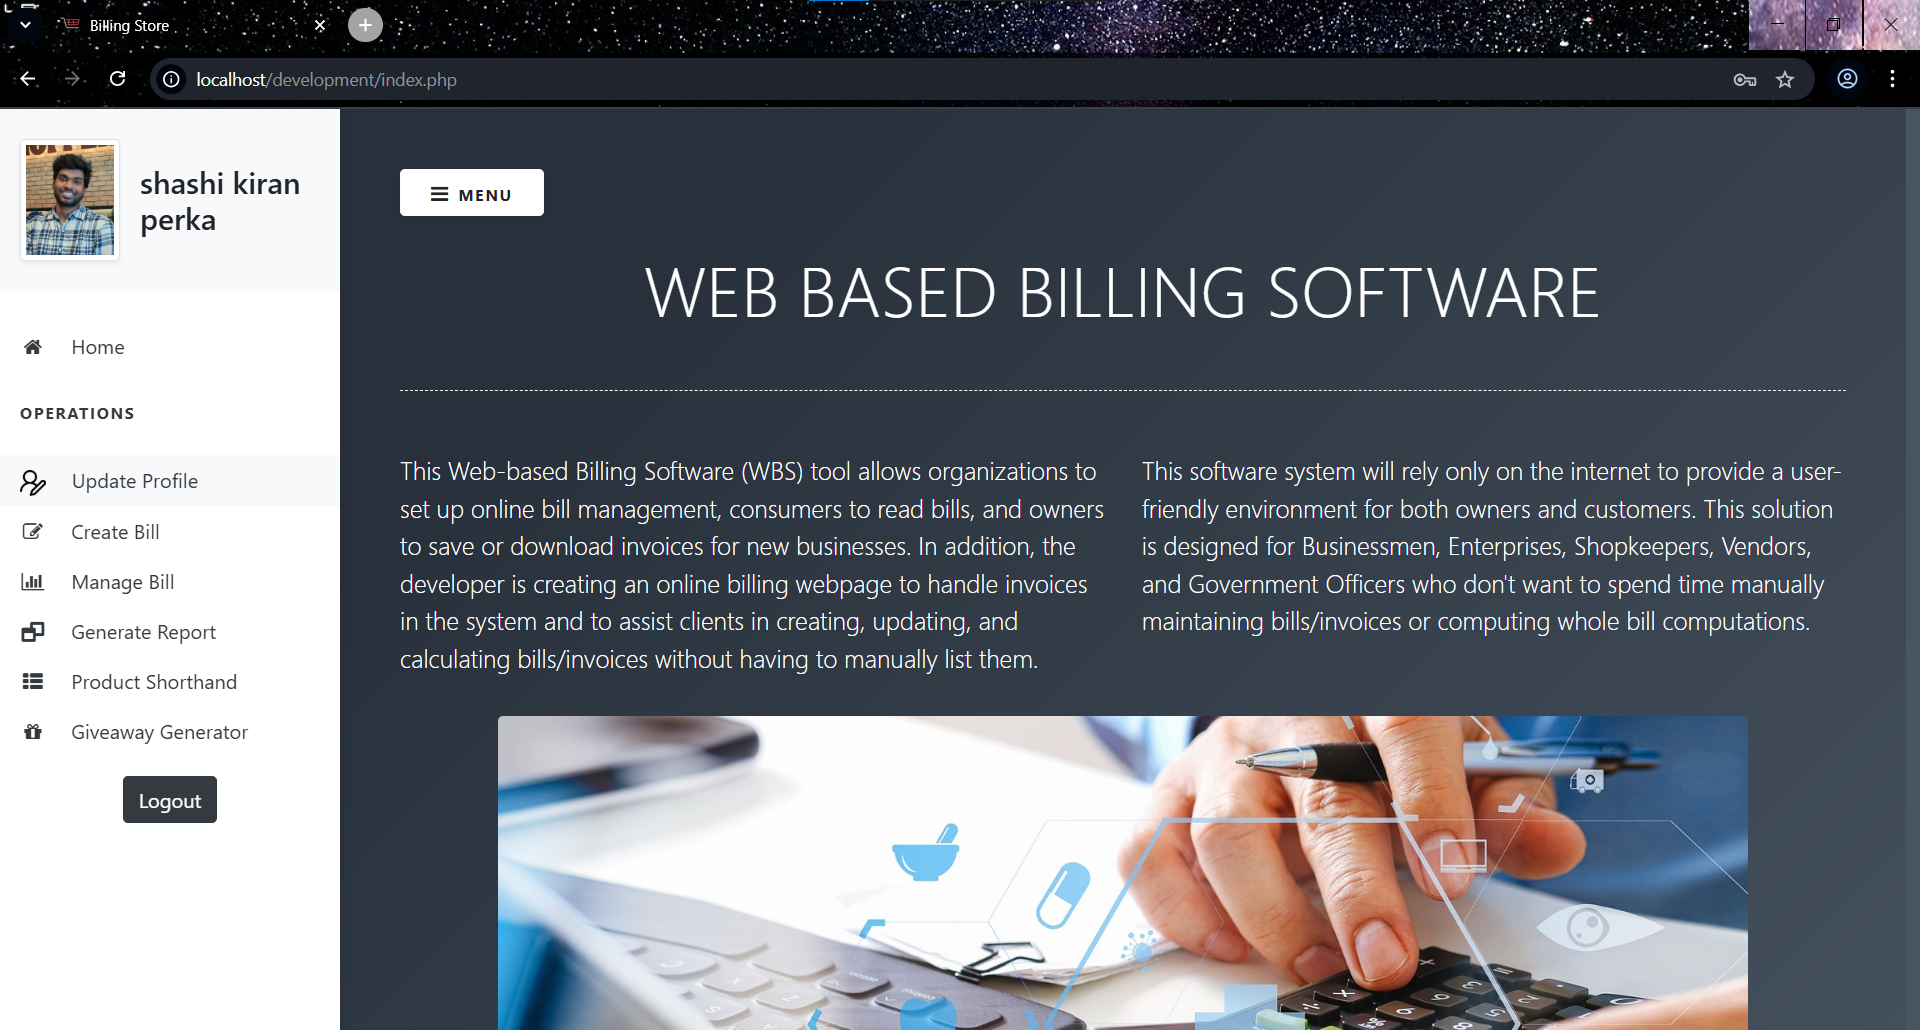 Billing Store
localhost/development/index.php
shashi kiran
perka
Home
OPERATIONS
Update Profile
Create Bill
Manage Bill
Generate Report
Product Shorthand
Giveaway Generator
Logout
MENU
WEB BASED BILLING SOFTWARE
This Web-based Billing Software (WBS) tool allows organizations to
set up online bill management, consumers to read bills, and owners
to save or download invoices for new businesses. In addition, the
developer is creating an online billing webpage to handle invoices
in the system and to assist clients in creating, updating, and
calculating bills/invoices without having to manually list them.
This software system will rely only on the internet to provide a user-
friendly environment for both owners and customers. This solution
is designed for Businessmen, Enterprises, Shopkeepers, Vendors,
and Government Officers who don't want to spend time manually
maintaining bills/invoices or computing whole bill computations.